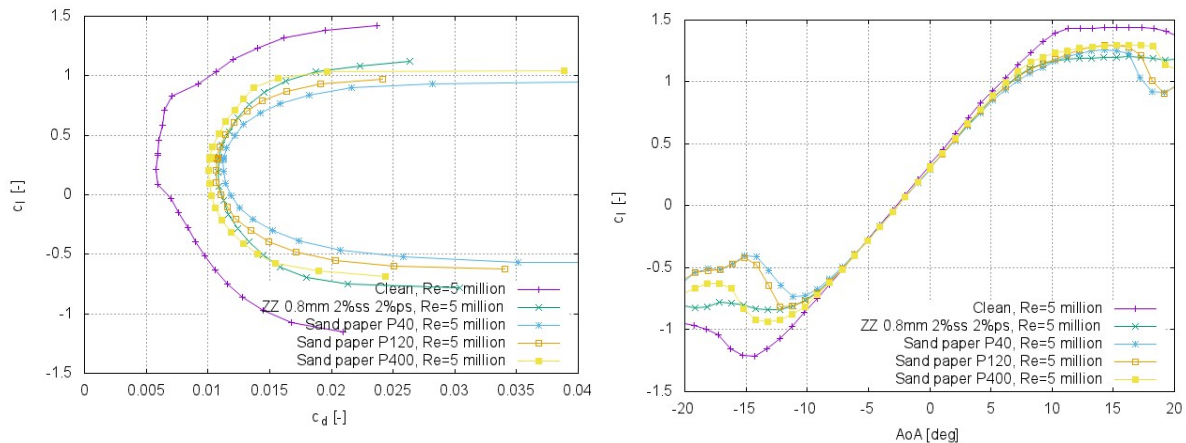 1.5
1
0.5
0
-0.5
-1
-1.5
c_l [-]
Clean, Re=5 million
ZZ 0.8mm 2%ss 2%ps, Re=5 million
Sand paper P40, Re=5 million
Sand paper P120, Re=5 million
Sand paper P400, Re=5 million
0 0.005 0.01 0.015 0.02 0.025 0.03 0.035 0.04
c_d [-]
1.5
1
0.5
0
-0.5
-1
-1.5
c_l [-]
Clean, Re=5 million
ZZ 0.8mm 2%ss 2%ps, Re=5 million
Sand paper P40, Re=5 million
Sand paper P120, Re=5 million
Sand paper P400, Re=5 million
-20 -15 -10 -5 0 5 10 15 20
AoA [deg]